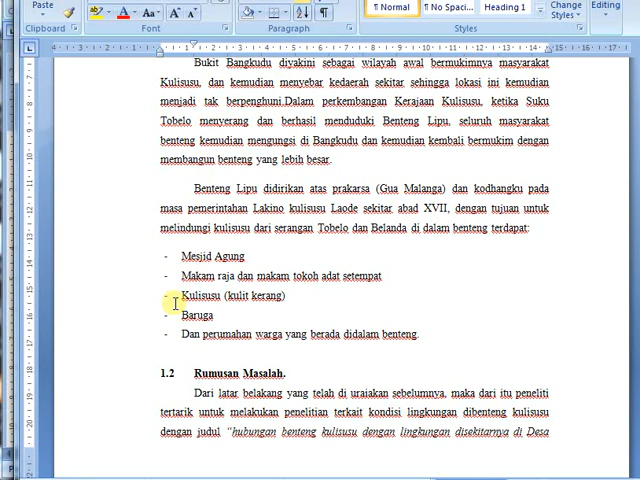 Paste
Normal
No Spaci...
Heading 1
Change
Styles
Editing
Clipboard
Font
Paragraph
Styles
Bukit Bangkudu diyakini sebagai wilayah awal bermukimnya masyarakat
Kulisusu, dan kemudian menyebar kedaerah sekitar sehingga lokasi ini kemudian
menjadi tak berpenghuni.Dalam perkembangan Kerajaan Kulisusu, ketika Suku
Tobelo menyerang dan berhasil menduduki Benteng Lipu, seluruh masyarakat
benteng kemudian mengungsi di Bangkudu dan kemudian kembali bermukim dengan
membangun benteng yang lebih besar.
Benteng Lipu didirikan atas prakarsa (Gua Malanga) dan kodhangku pada
masa pemerintahan Lakino kulisusu Laode sekitar abad XVII, dengan tujuan untuk
melindungi kulisusu dari serangan Tobelo dan Belanda di dalam benteng terdapat:
- Mesjid Agung
- Makam raja dan makam tokoh adat setempat
- Kulisusu (kulit kerang)
- Baruga
- Dan perumahan warga yang berada didalam benteng.
1.2 Rumusan Masalah.
Dari latar belakang yang telah di uraiakan sebelumnya, maka dari itu peneliti
tertarik untuk melakukan penelitian terkait kondisi lingkungan dibenteng kulisusu
dengan judul “hubungan benteng kulisusu dengan lingkungan disekitarnya di Desa